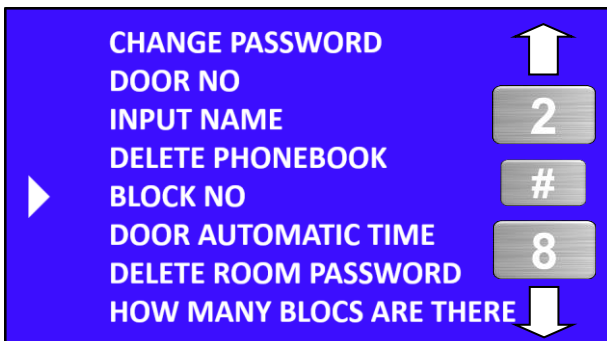 CHANGE PASSWORD
DOOR NO
INPUT NAME
2
DELETE PHONEBOOK
BLOCK NO
#
DOOR AUTOMATIC TIME
8
DELETE ROOM PASSWORD
HOW MANY BLOCS ARE THERE